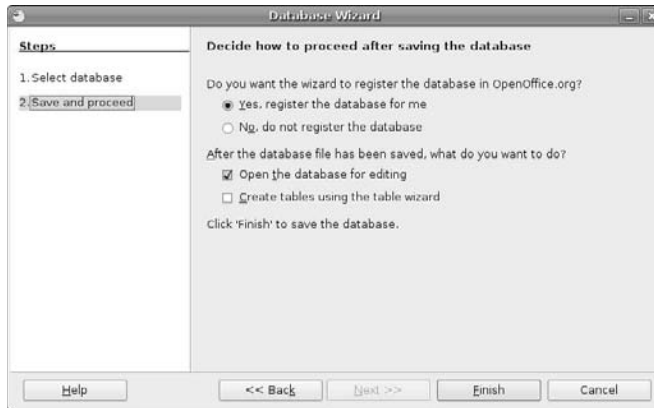 Database Wizard
Steps
1. Select database
2. Save and proceed
Decide how to proceed after saving the database
Do you want the wizard to register the database in OpenOffice.org?
Yes, register the database for me
No, do not register the database
After the database file has been saved, what do you want to do?
Open the database for editing
Create tables using the table wizard
Click 'Finish' to save the database.
Help
<< Back
Next >>
Finish
Cancel